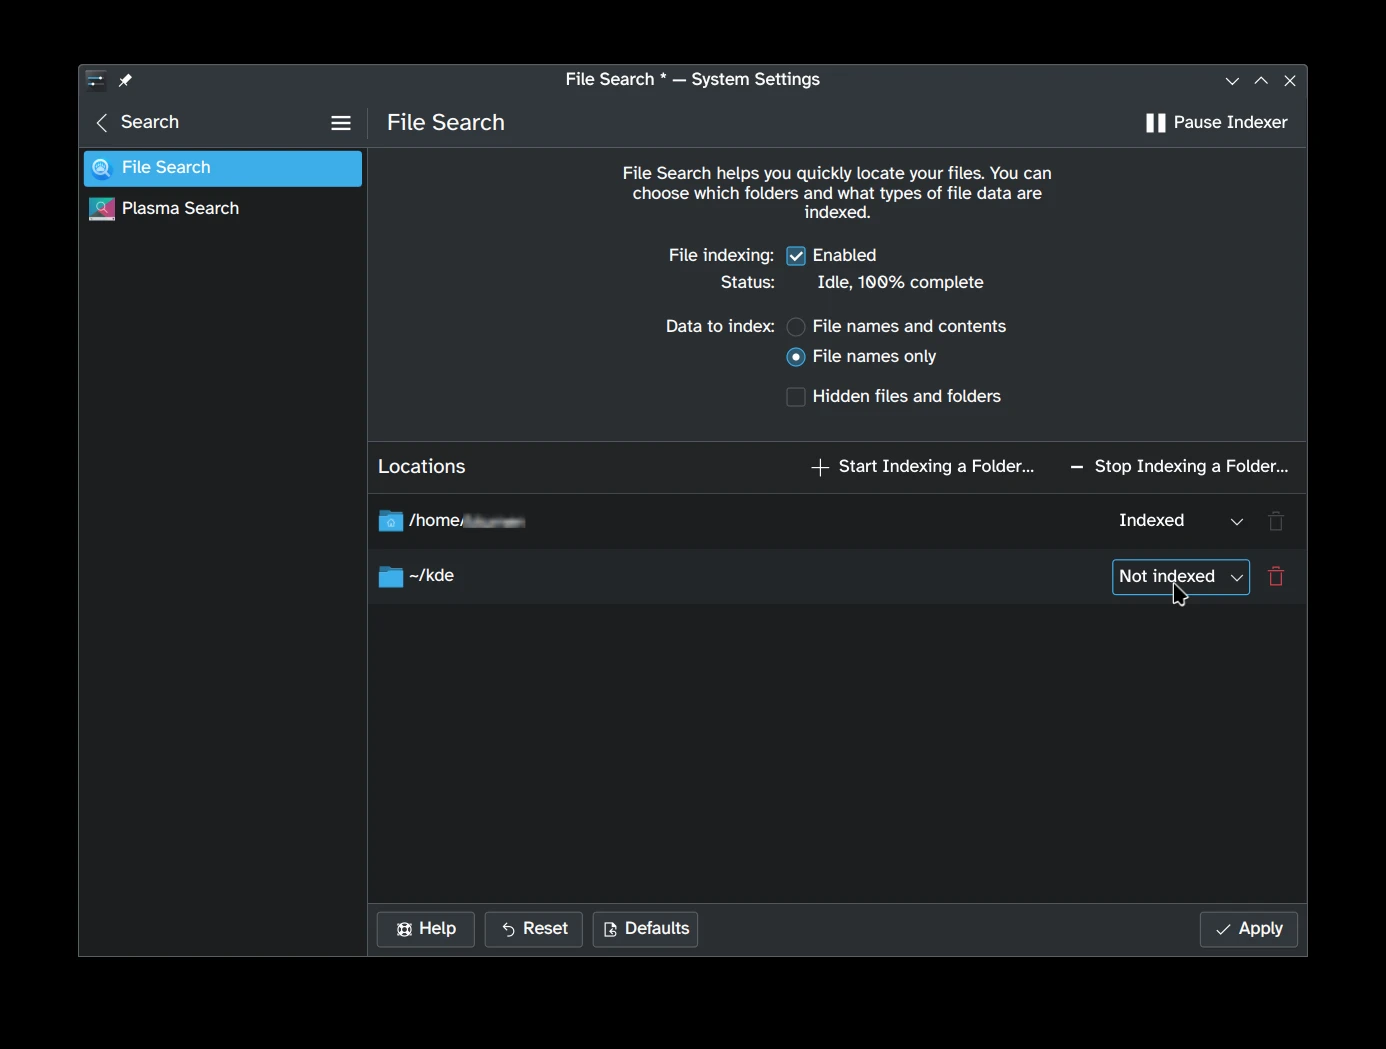 File Search * — System Settings
Search
File Search
Pause Indexer
File Search
Plasma Search
File Search helps you quickly locate your files. You can
choose which folders and what types of file data are
indexed.
File indexing: Enabled
Status: Idle, 100% complete
Data to index: File names and contents
File names only
Hidden files and folders
Locations
Start Indexing a Folder...
Stop Indexing a Folder...
/home/
Indexed
~/kde
Not indexed
Help
Reset
Defaults
Apply